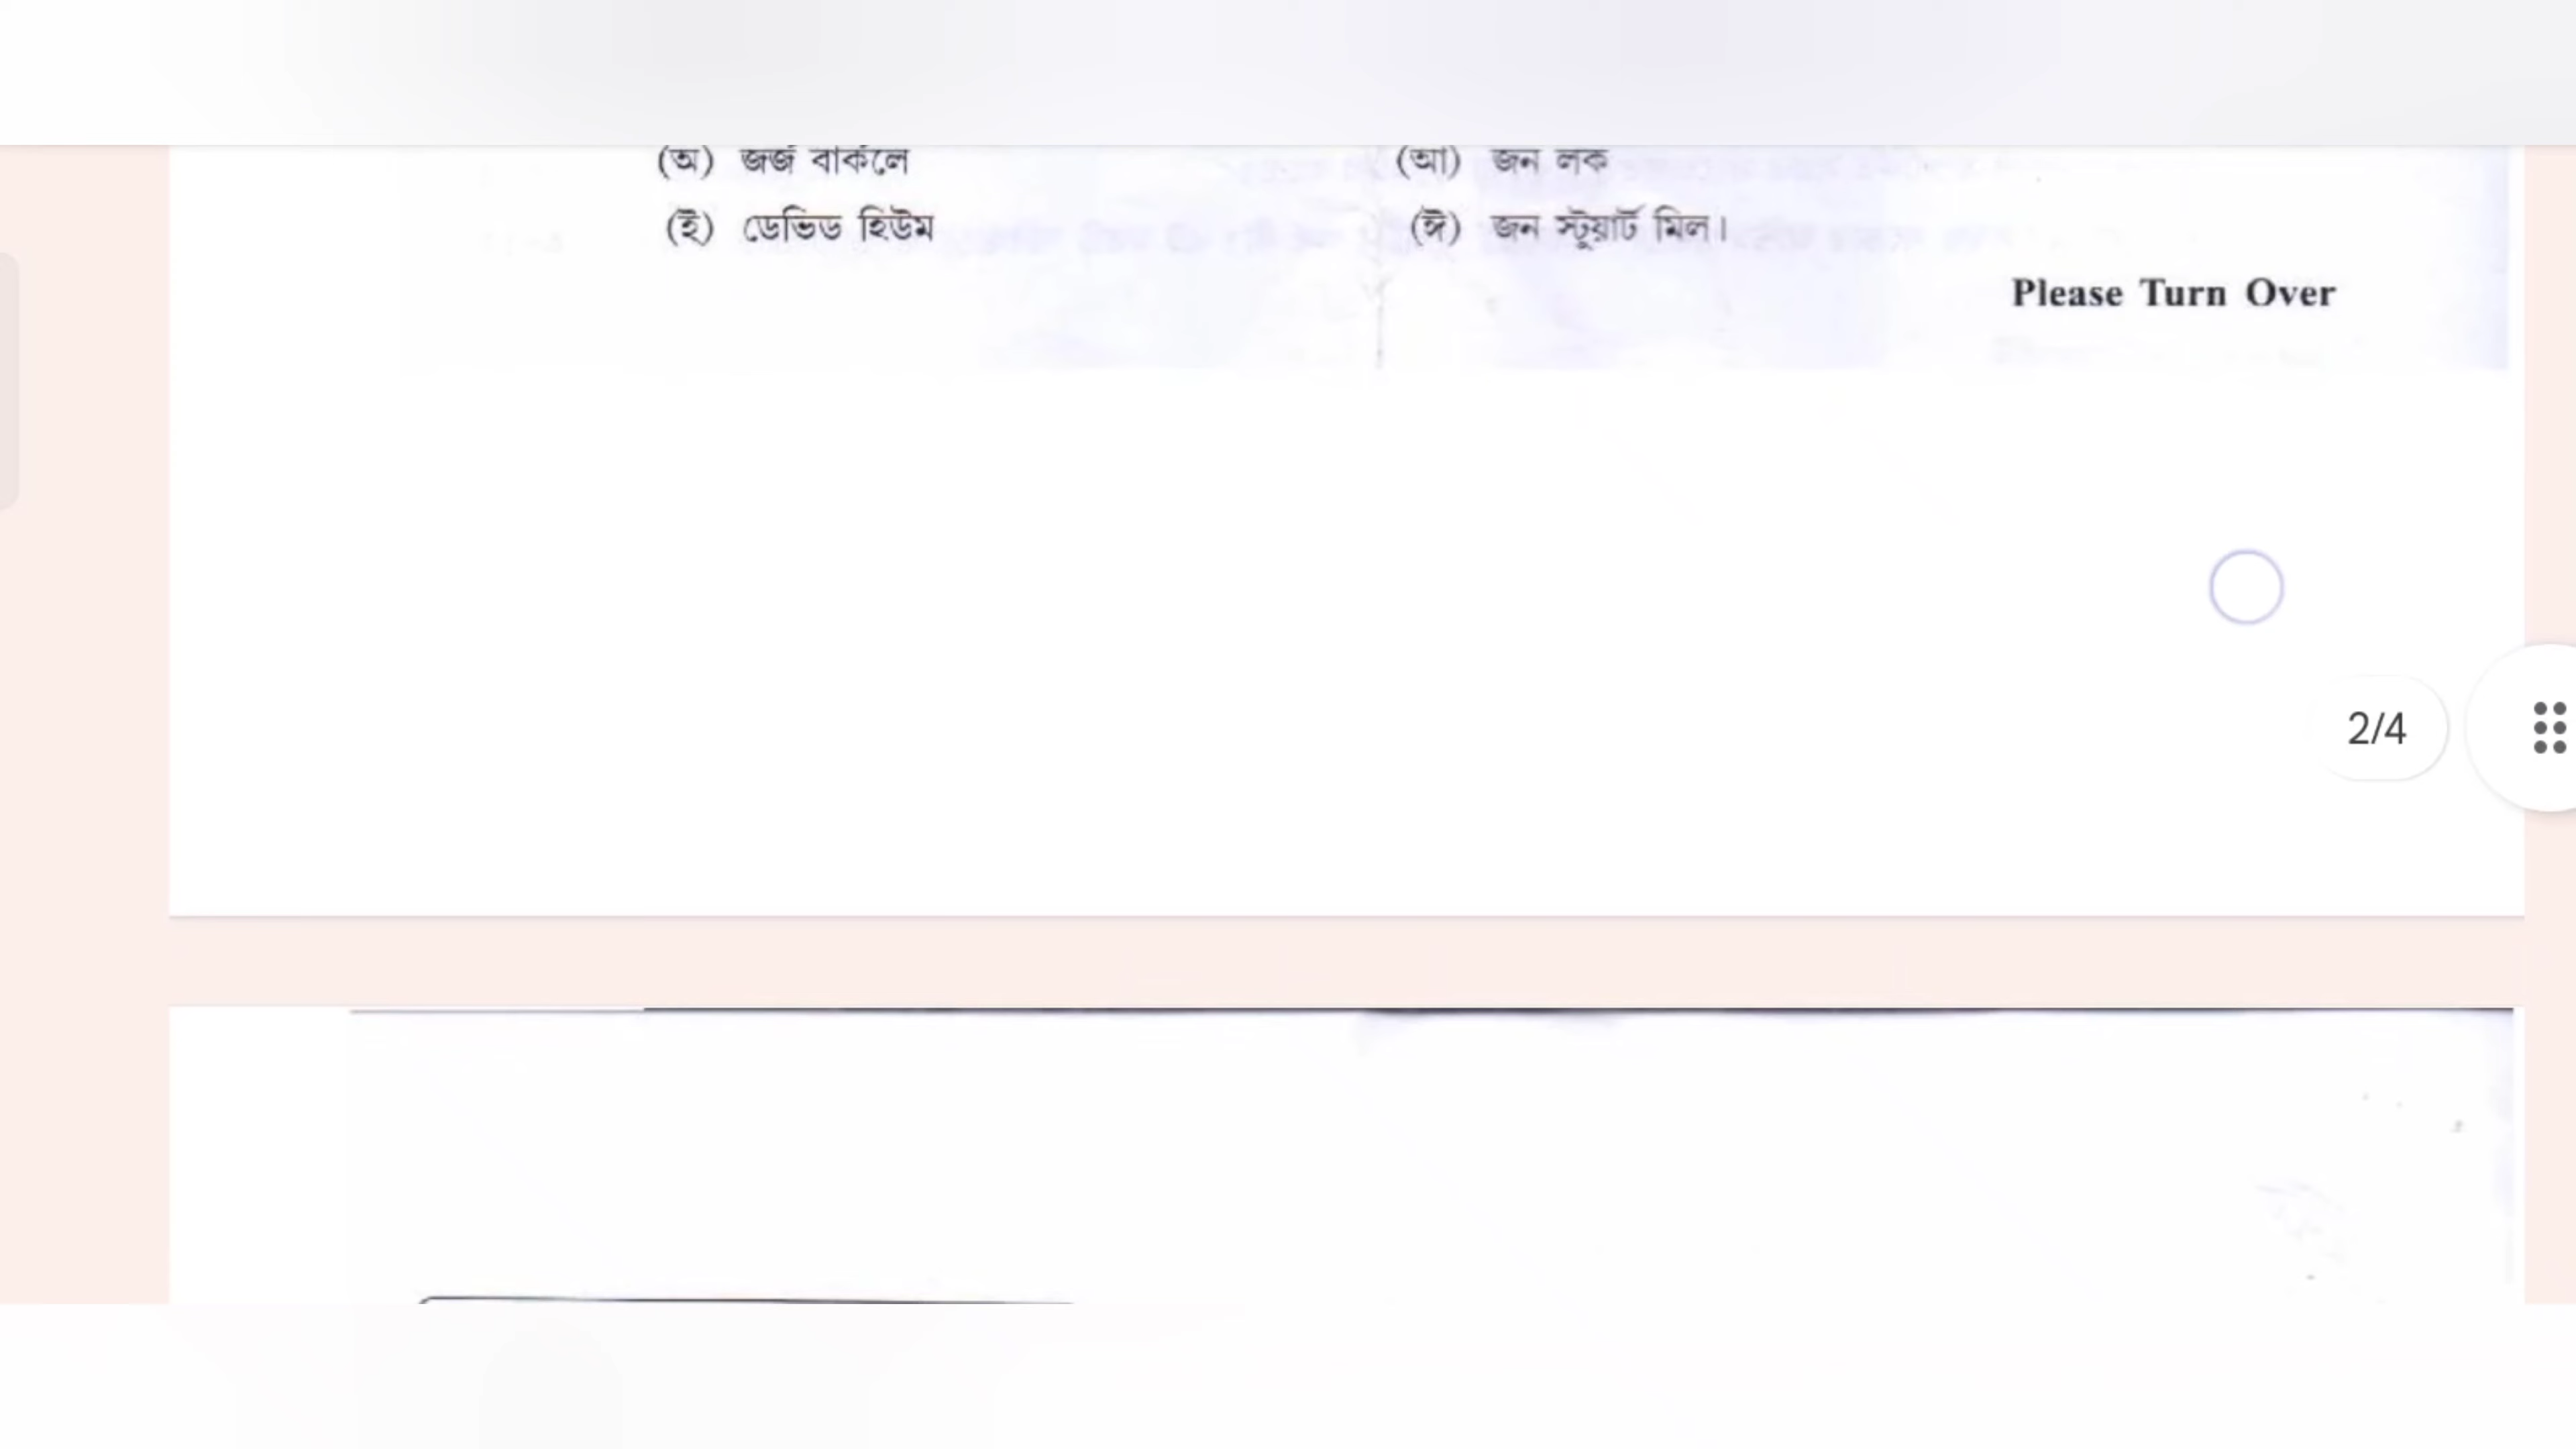 (অ) জর্জ বার্কলে (আ) জন লক
(ই) ডেভিড হিউম (ঈ) জন স্টুয়ার্ট মিল।
Please Turn Over
2/4